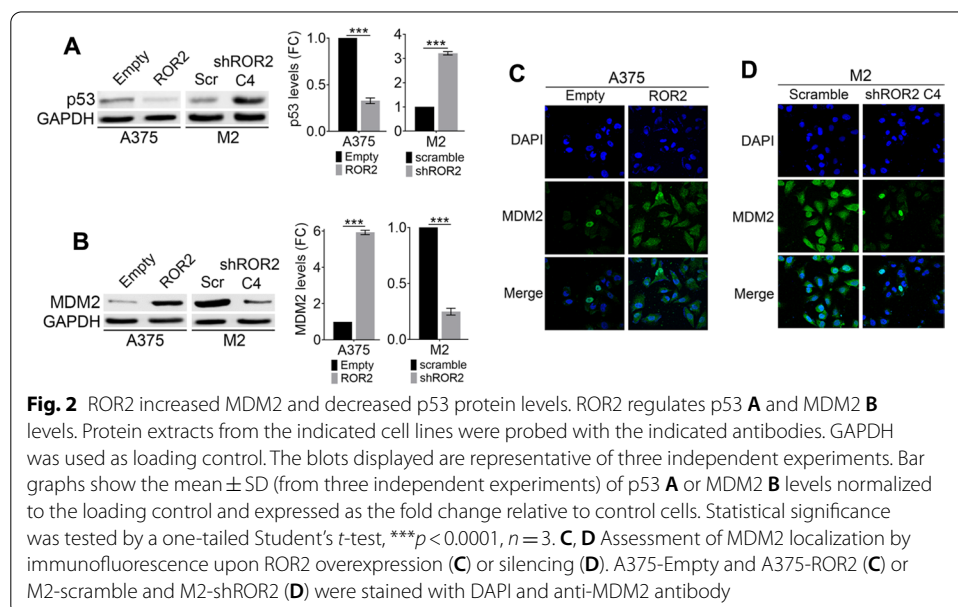 A
Empty
ROR2
Scr
shROR2
C4
p53
GAPDH
A375
M2
p53 levels (FC)
1.0
0.5
0.0
***
A375
Empty
ROR2
4
3
2
1
0
***
M2
scramble
shROR2
B
Empty
ROR2
Scr
shROR2
C4
MDM2
GAPDH
A375
M2
MDM2 levels (FC)
6
4
2
0
***
A375
Empty
ROR2
1.0
0.5
0.0
***
M2
scramble
shROR2
C
A375
Empty
ROR2
DAPI
MDM2
Merge
D
M2
Scramble
shROR2 C4
DAPI
MDM2
Merge
Fig. 2 ROR2 increased MDM2 and decreased p53 protein levels. ROR2 regulates p53 A and MDM2 B
levels. Protein extracts from the indicated cell lines were probed with the indicated antibodies. GAPDH
was used as loading control. The blots displayed are representative of three independent experiments. Bar
graphs show the mean ± SD (from three independent experiments) of p53 A or MDM2 B levels normalized
to the loading control and expressed as the fold change relative to control cells. Statistical significance
was tested by a one-tailed Student's t-test, ***p < 0.0001, n = 3. C, D Assessment of MDM2 localization by
immunofluorescence upon ROR2 overexpression (C) or silencing (D). A375-Empty and A375-ROR2 (C) or
M2-scramble and M2-shROR2 (D) were stained with DAPI and anti-MDM2 antibody